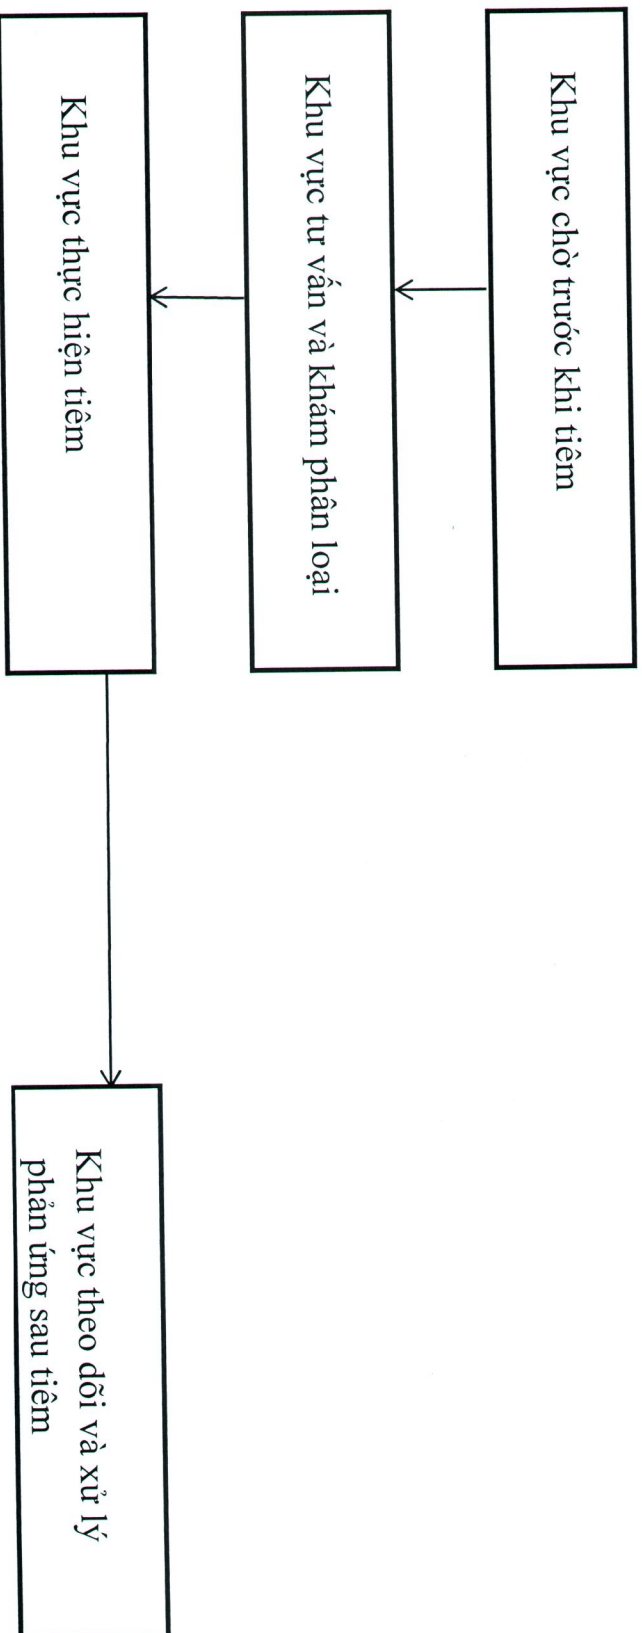 Khu vực chờ trước khi tiêm
Khu vực tư vấn và khám phân loại
Khu vực thực hiện tiêm
Khu vực theo dõi và xử lý
phản ứng sau tiêm